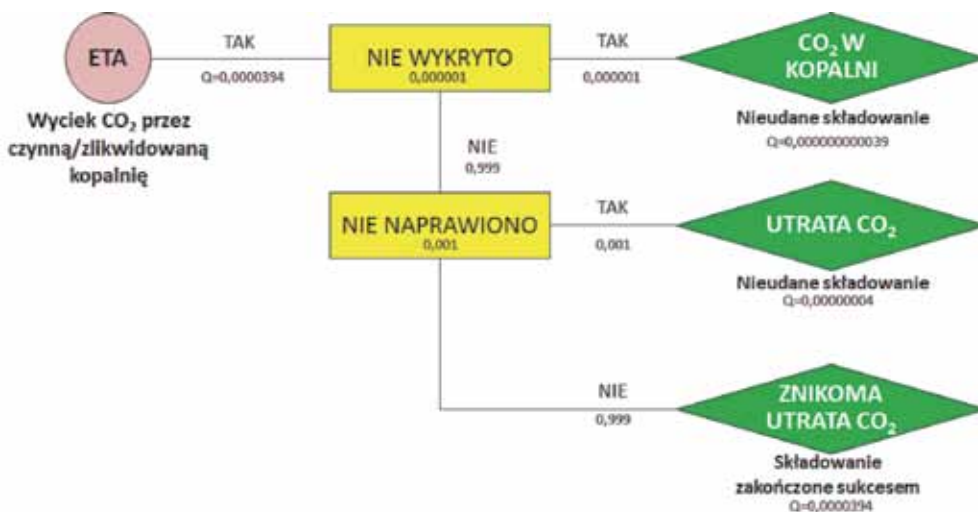 ETA
TAK
Q=0,0000394
NIE WYKRYTO
0,000001
TAK
0,000001
CO₂ W
KOPALNI
Wyciek CO₂ przez
czynną/zlikwidowaną
kopalnię
Nieudane składowanie
Q=0,000000000039
NIE
0,999
NIE NAPRAWIONO
0,001
TAK
0,001
UTRATA CO₂
Nieudane składowanie
Q=0,00000004
NIE
0,999
ZNIKOMA
UTRATA CO₂
Składowanie
zakończone sukcesem
Q=0,0000394